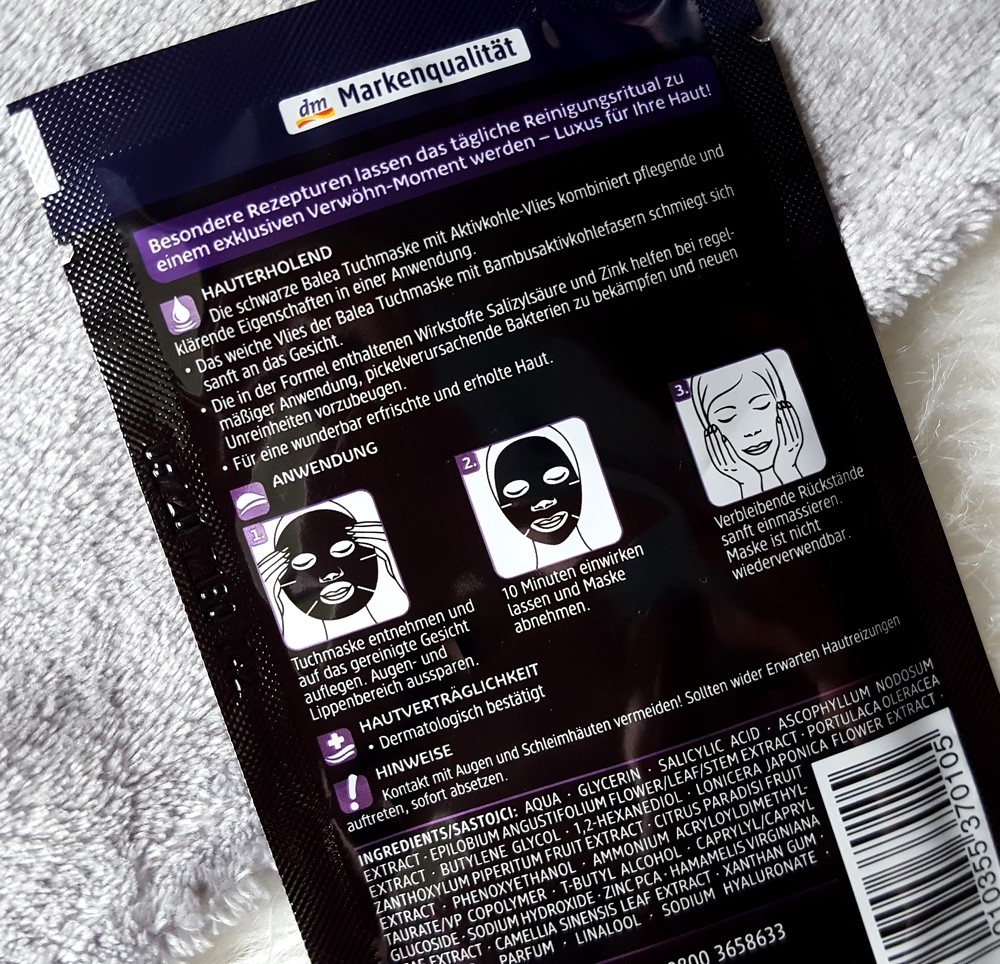 dm Markenqualität
Besondere Rezepturen lassen das tägliche Reinigungsritual zu
einem exklusiven Verwöhn-Moment werden – Luxus für Ihre Haut!
HAUTERHOLEND
Die schwarze Balea Tuchmaske mit Aktivkohle-Vlies kombiniert pflegende und
klärende Eigenschaften in einer Anwendung.
• Das weiche Vlies der Balea Tuchmaske mit Bambusaktivkohlefasern schmiegt sich
sanft an das Gesicht.
• Die in der Formel enthaltenen Wirkstoffe Salizylsäure und Zink helfen bei regel-
mäßiger Anwendung, pickelverursachende Bakterien zu bekämpfen und neuen
Unreinheiten vorzubeugen.
• Für eine wunderbar erfrischte und erholte Haut.
ANWENDUNG
1.
Tuchmaske entnehmen und
auf das gereinigte Gesicht
auflegen. Augen- und
Lippenbereich aussparen.
2.
10 Minuten einwirken
lassen und Maske
abnehmen.
3.
Verbleibende Rückstände
sanft einmassieren.
Maske ist nicht
wiederverwendbar.
HAUTVERTRÄGLICHKEIT
• Dermatologisch bestätigt
HINWEISE
Kontakt mit Augen und Schleimhäuten vermeiden! Sollten wider Erwarten Hautreizungen
auftreten, sofort absetzen.
INGREDIENTS/SASTOJCI: AQUA · GLYCERIN · SALICYLIC ACID · ASCOPHYLLUM NODOSUM
EXTRACT · EPILOBIUM ANGUSTIFOLIUM FLOWER/LEAF/STEM EXTRACT · PORTULACA OLERACEA
EXTRACT · BUTYLENE GLYCOL · 1,2-HEXANEDIOL · LONICERA JAPONICA FLOWER EXTRACT ·
ZANTHOXYLUM PIPERITUM FRUIT EXTRACT · CITRUS PARADISI FRUIT
EXTRACT · PHENOXYETHANOL · AMMONIUM ACRYLOYLDIMETHYL-
TAURATE/VP COPOLYMER · T-BUTYL ALCOHOL · CAPRYLYL/CAPRYL
GLUCOSIDE · SODIUM HYDROXIDE · ZINC PCA · HAMAMELIS VIRGINIANA
EXTRACT · CAMELLIA SINENSIS LEAF EXTRACT · XANTHAN GUM ·
PARFUM · LINALOOL · SODIUM HYALURONATE ·
0800 3658633
010355 370105